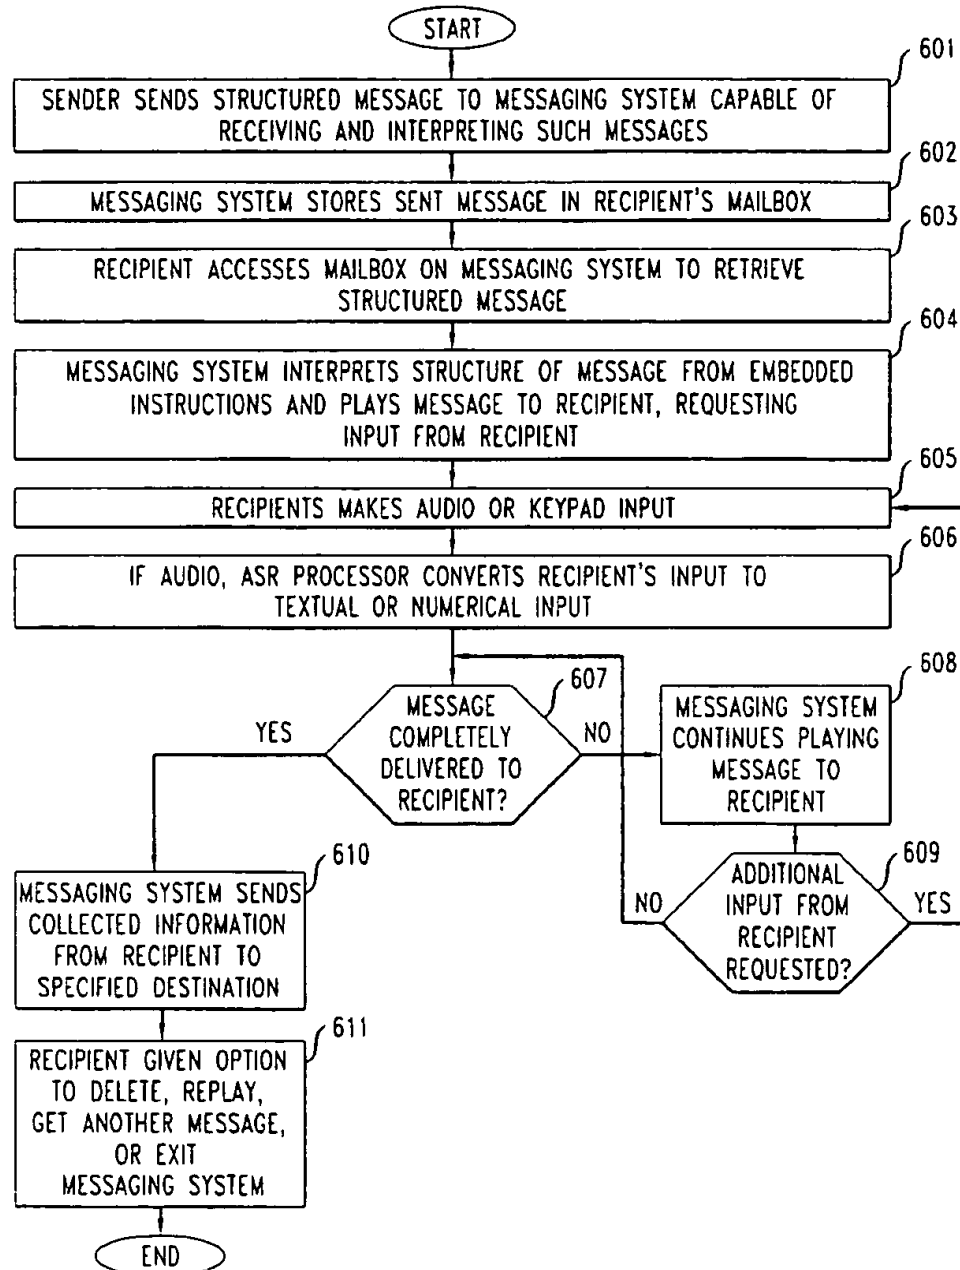 START
601
SENDER SENDS STRUCTURED MESSAGE TO MESSAGING SYSTEM CAPABLE OF
RECEIVING AND INTERPRETING SUCH MESSAGES
602
MESSAGING SYSTEM STORES SENT MESSAGE IN RECIPIENT'S MAILBOX
603
RECIPIENT ACCESSES MAILBOX ON MESSAGING SYSTEM TO RETRIEVE
STRUCTURED MESSAGE
604
MESSAGING SYSTEM INTERPRETS STRUCTURE OF MESSAGE FROM EMBEDDED
INSTRUCTIONS AND PLAYS MESSAGE TO RECIPIENT, REQUESTING
INPUT FROM RECIPIENT
605
RECIPIENTS MAKES AUDIO OR KEYPAD INPUT
606
IF AUDIO, ASR PROCESSOR CONVERTS RECIPIENT'S INPUT TO
TEXTUAL OR NUMERICAL INPUT
607
MESSAGE
COMPLETELY
DELIVERED TO
RECIPIENT?
YES
NO
608
MESSAGING SYSTEM
CONTINUES PLAYING
MESSAGE TO
RECIPIENT
609
ADDITIONAL
INPUT FROM
RECIPIENT
REQUESTED?
NO
YES
610
MESSAGING SYSTEM SENDS
COLLECTED INFORMATION
FROM RECIPIENT TO
SPECIFIED DESTINATION
611
RECIPIENT GIVEN OPTION
TO DELETE, REPLAY,
GET ANOTHER MESSAGE,
OR EXIT
MESSAGING SYSTEM
END